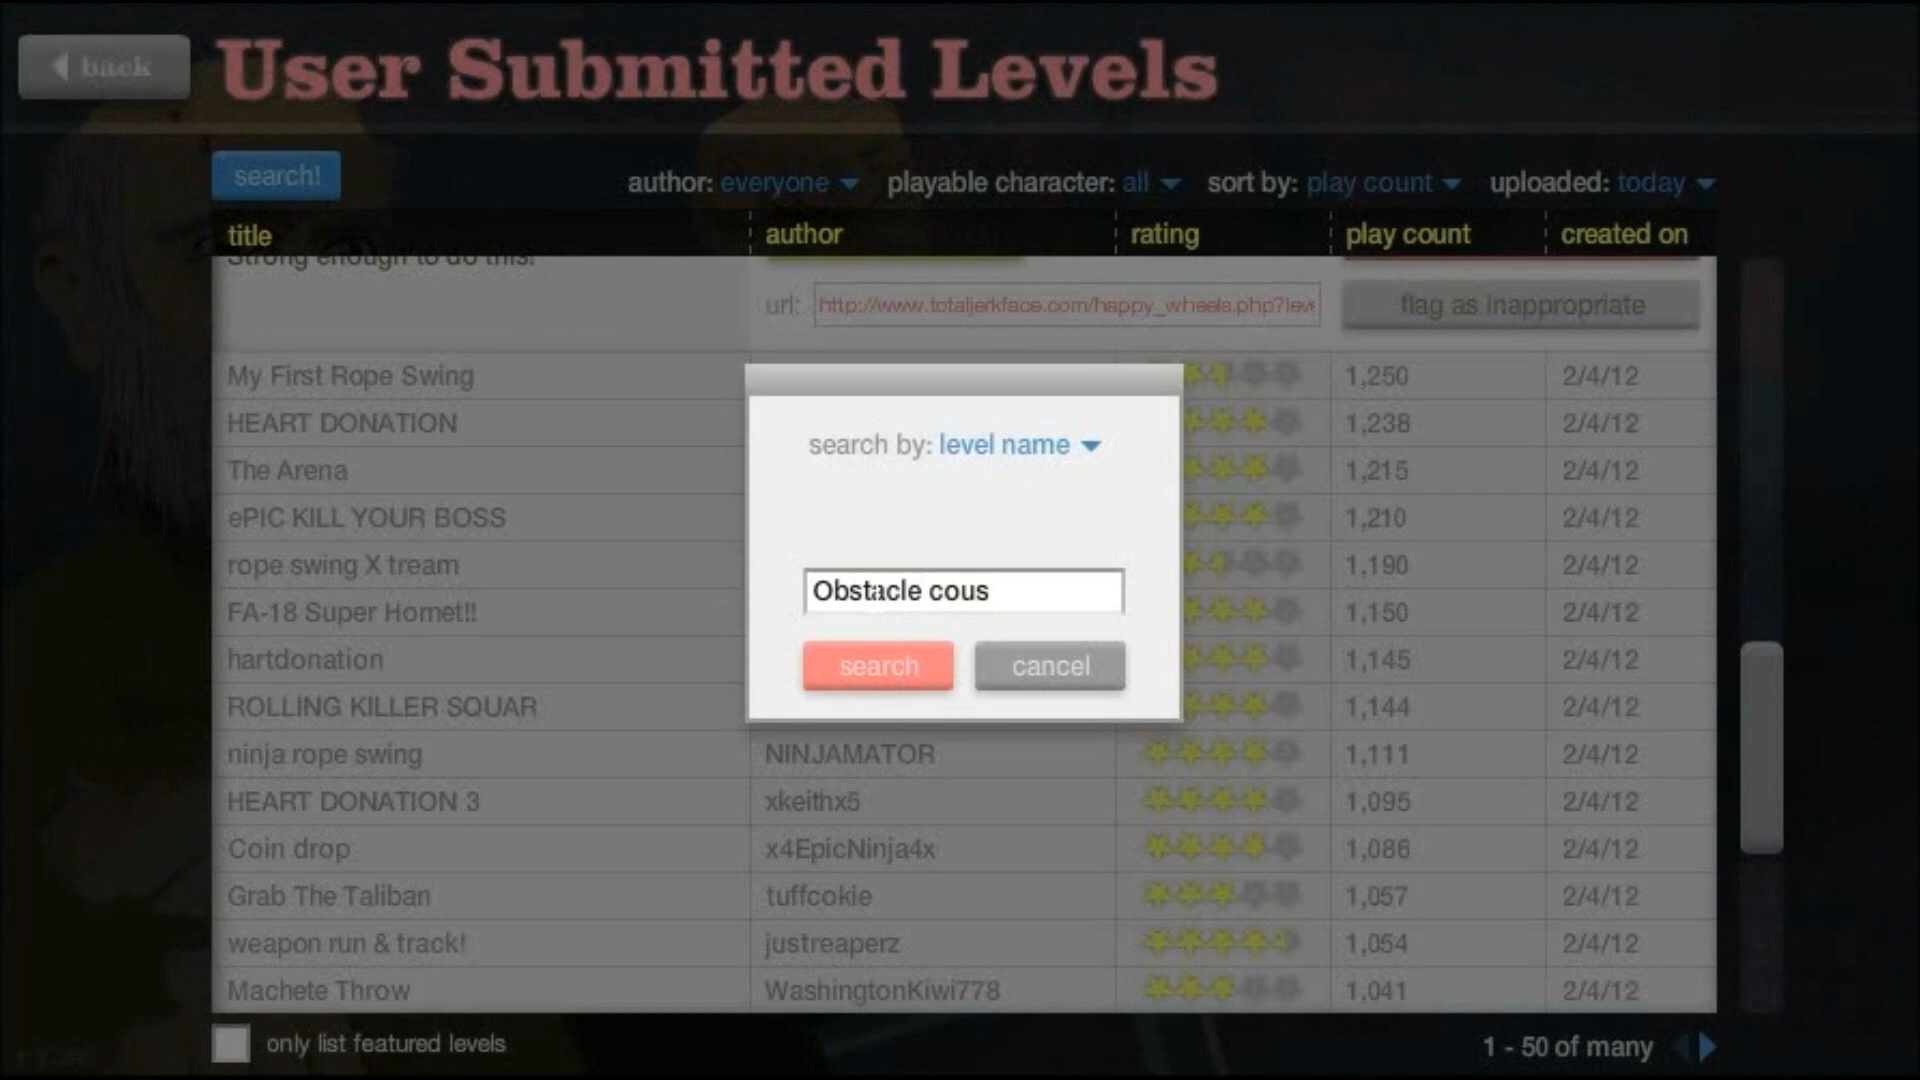 back
User Submitted Levels
search!
author: everyone playable character: all sort by: play count uploaded: today
title author rating play count created on
Strong enough to do this!
url: http://www.totaljerkface.com/happy_wheels.php?leve
flag as inappropriate
My First Rope Swing 1,250 2/4/12
HEART DONATION 1,238 2/4/12
The Arena 1,215 2/4/12
ePIC KILL YOUR BOSS 1,210 2/4/12
rope swing X tream 1,190 2/4/12
FA-18 Super Hornet!! 1,150 2/4/12
hartdonation 1,145 2/4/12
ROLLING KILLER SQUAR 1,144 2/4/12
ninja rope swing NINJAMATOR 1,111 2/4/12
HEART DONATION 3 xkeithx5 1,095 2/4/12
Coin drop x4EpicNinja4x 1,086 2/4/12
Grab The Taliban tuffcokie 1,057 2/4/12
weapon run & track! justreaperz 1,054 2/4/12
Machete Throw WashingtonKiwi778 1,041 2/4/12
search by: level name
Obstacle cous
search cancel
only list featured levels
1 - 50 of many